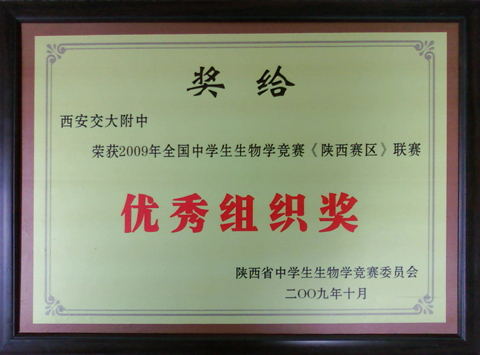 奖给
西安交大附中
荣获2009年全国中学生生物学竞赛《陕西赛区》联赛
优秀组织奖
陕西省中学生生物学竞赛委员会
二〇〇九年十月